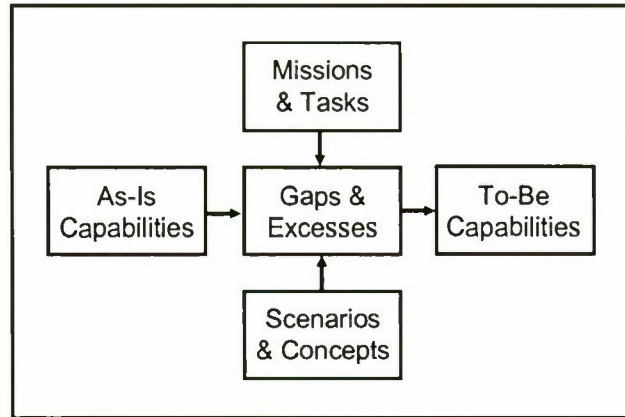 Missions
& Tasks
As-Is
Capabilities
Gaps &
Excesses
To-Be
Capabilities
Scenarios
& Concepts